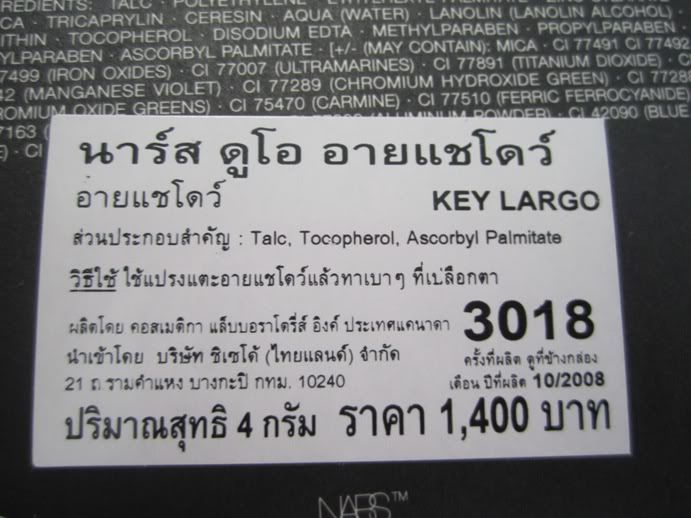 CA · TRICAPRYLIN · CERESIN · AQUA (WATER) · LANOLIN (LANOLIN ALCOHOL) ·
TOCOPHEROL · DISODIUM EDTA · METHYLPARABEN · PROPYLPARABEN ·
YLPARABEN · ASCORBYL PALMITATE · [+/- (MAY CONTAIN): MICA · CI 77491 CI 77492
77499 (IRON OXIDES) · CI 77007 (ULTRAMARINES) · CI 77891 (TITANIUM DIOXIDE) · CI
42 (MANGANESE VIOLET) · CI 77289 (CHROMIUM HYDROXIDE GREEN) · CI 77288
ROMIUM OXIDE GREENS) · CI 75470 (CARMINE) · CI 77510 (FERRIC FERROCYANIDE)
77163 (ALUMINUM POWDER) · CI 42090 (BLUE
นาร์ส ดูโอ อายแชโดว์
อายแชโดว์ KEY LARGO
ส่วนประกอบสำคัญ : Talc, Tocopherol, Ascorbyl Palmitate
วิธีใช้ ใช้แปรงแตะอายแชโดว์แล้วทาเบาๆ ที่เปลือกตา
ผลิตโดย คอสเมติกา แล็บบอราโตรี่ส์ อิงค์ ประเทศแคนาดา 3018
นำเข้าโดย บริษัท ชิเซโด้ (ไทยแลนด์) จำกัด ครั้งที่ผลิต ดูที่ข้างกล่อง
21 ถ รามคำแหง บางกะปิ กทม. 10240 เดือน ปีที่ผลิต 10/2008
ปริมาณสุทธิ 4 กรัม ราคา 1,400 บาท
NARS™